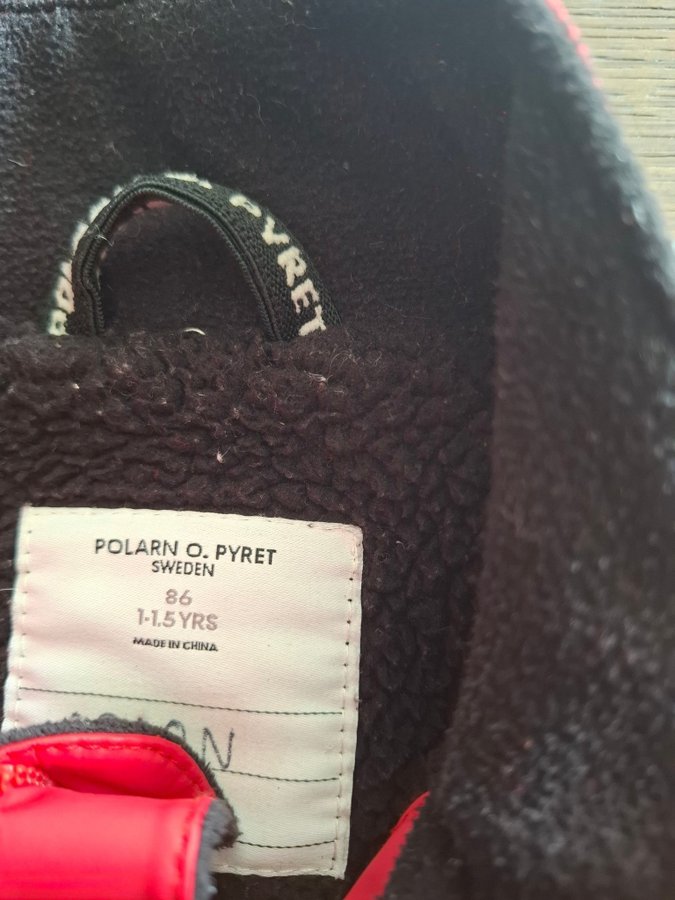 PYRET
POLARN O. PYRET
SWEDEN
86
1-1.5 YRS
MADE IN CHINA